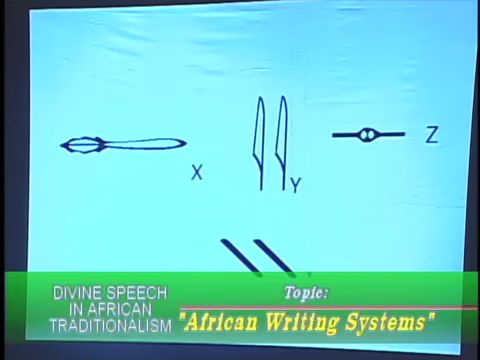 X
Y
Z
DIVINE SPEECH
IN AFRICAN
TRADITIONALISM
Topic:
"African Writing Systems"